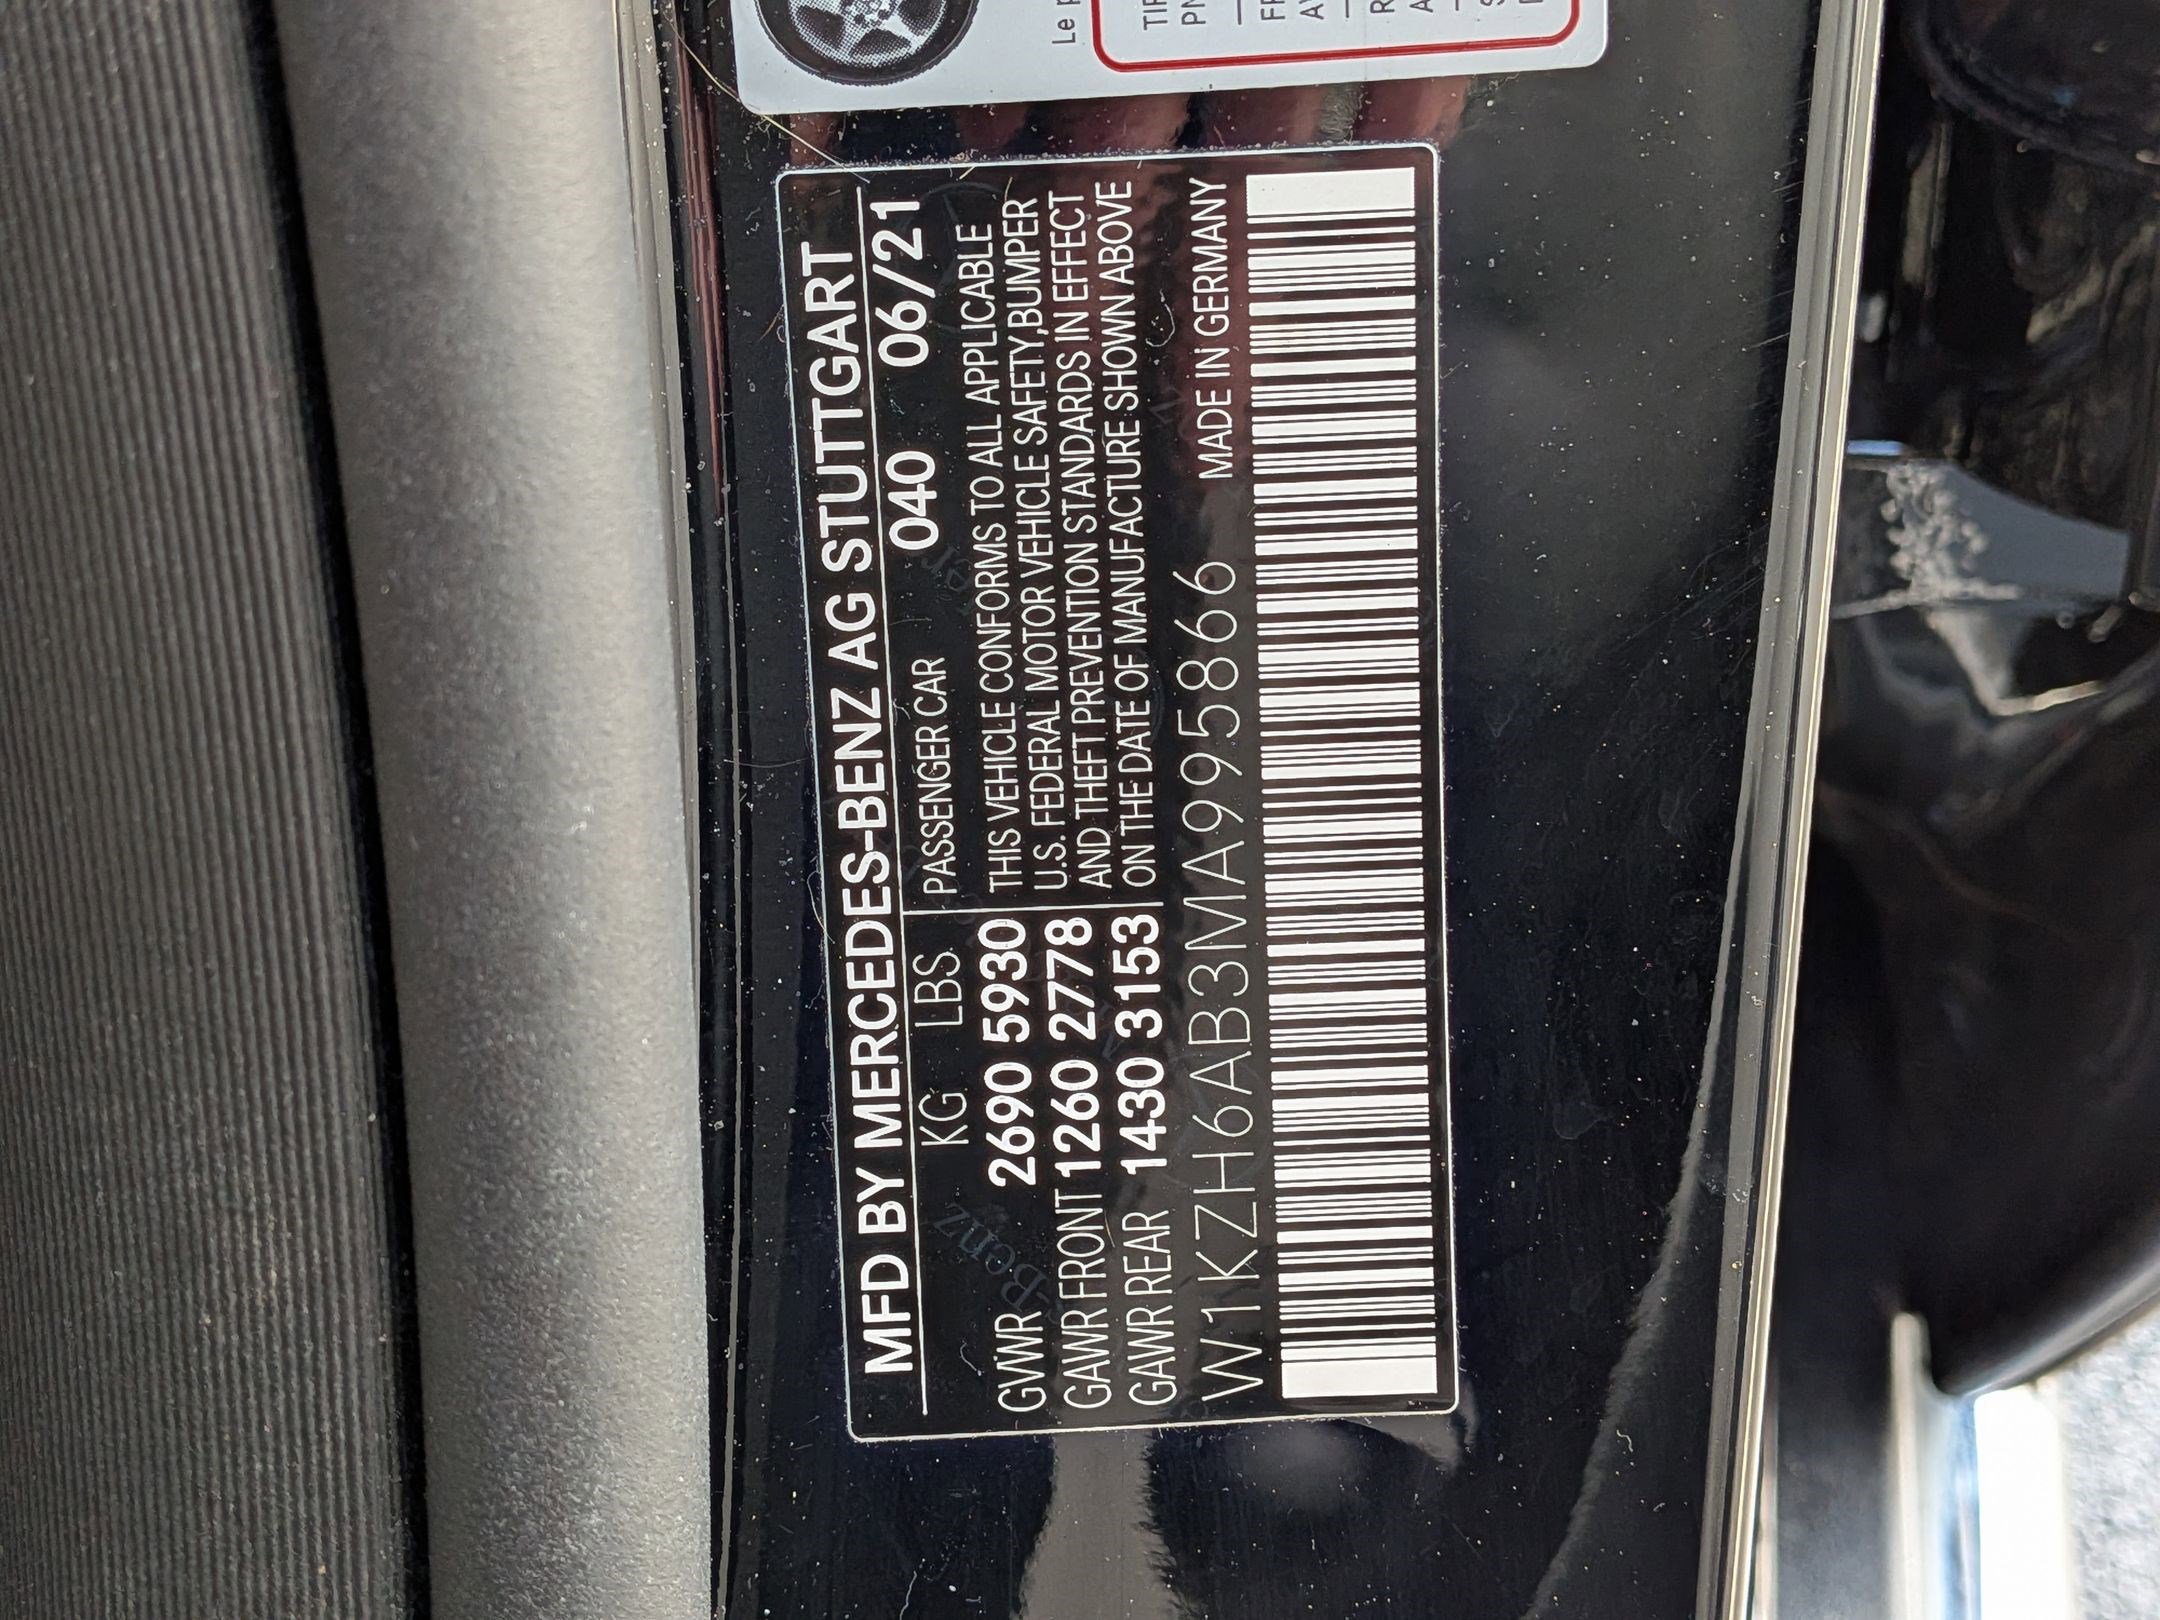 MFD BY MERCEDES-BENZ AG STUTTGART
KG LBS PASSENGER CAR 040 06/21
GVWR 2690 5930 THIS VEHICLE CONFORMS TO ALL APPLICABLE
GAWR FRONT 1260 2778 U.S. FEDERAL MOTOR VEHICLE SAFETY,BUMPER
AND THEFT PREVENTION STANDARDS IN EFFECT
GAWR REAR 1430 3153 ON THE DATE OF MANUFACTURE SHOWN ABOVE
W1KZH6AB3MA995866 MADE IN GERMANY
Le